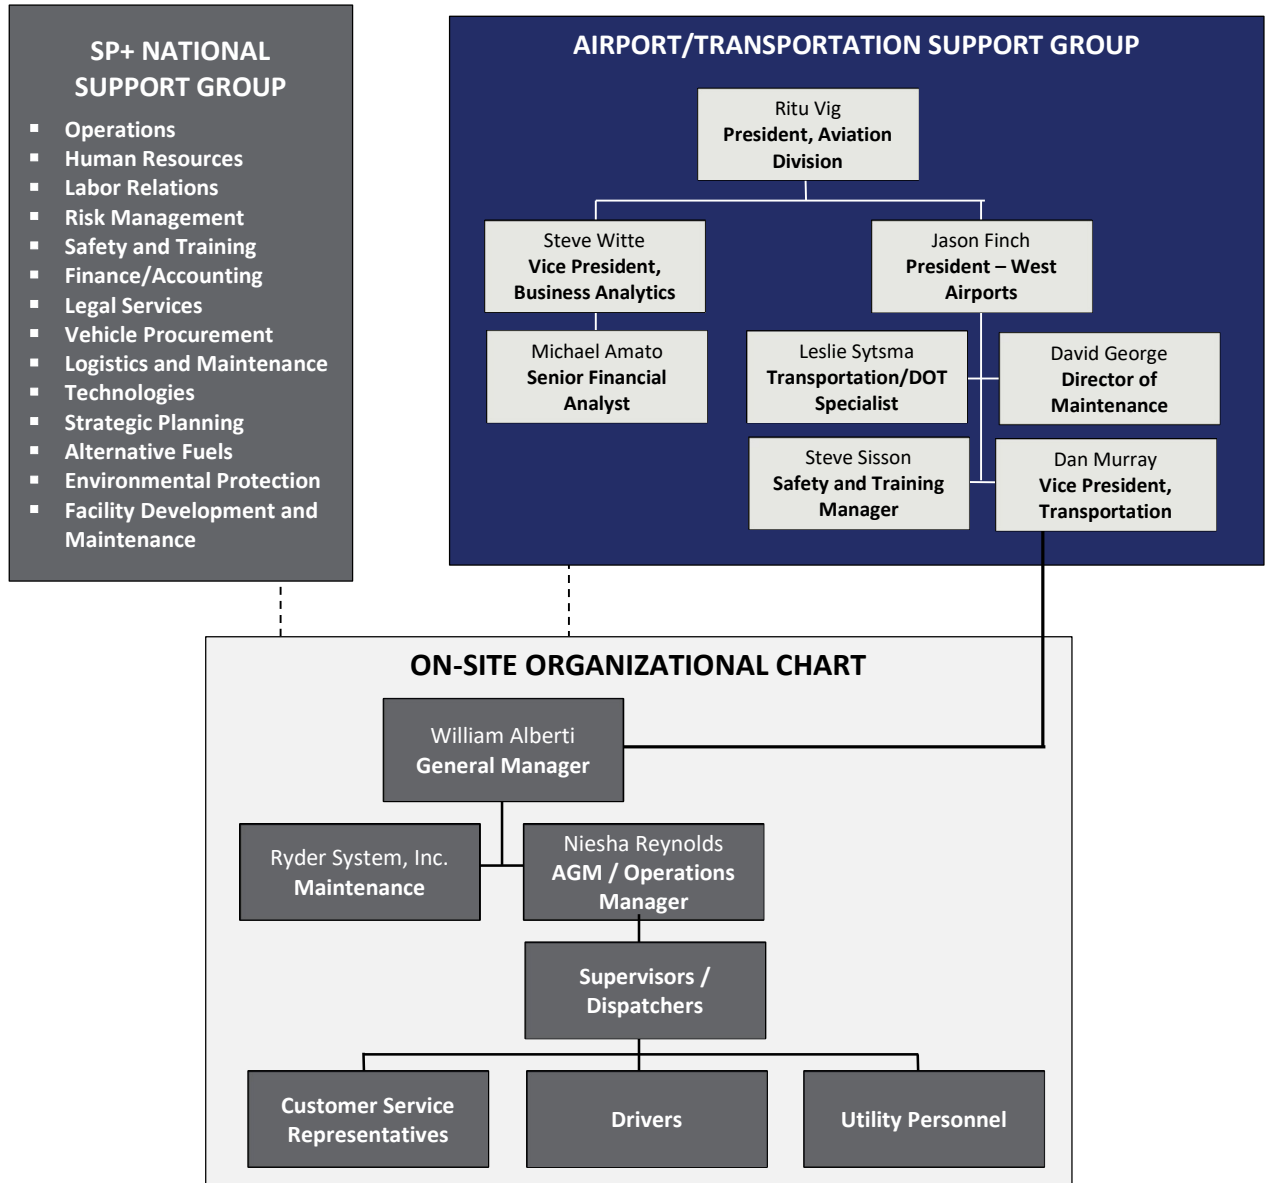 SP+ NATIONAL
SUPPORT GROUP
▪ Operations
▪ Human Resources
▪ Labor Relations
▪ Risk Management
▪ Safety and Training
▪ Finance/Accounting
▪ Legal Services
▪ Vehicle Procurement
▪ Logistics and Maintenance
▪ Technologies
▪ Strategic Planning
▪ Alternative Fuels
▪ Environmental Protection
▪ Facility Development and
Maintenance
AIRPORT/TRANSPORTATION SUPPORT GROUP
Ritu Vig
President, Aviation
Division
Steve Witte
Vice President,
Business Analytics
Jason Finch
President – West
Airports
Michael Amato
Senior Financial
Analyst
Leslie Sytsma
Transportation/DOT
Specialist
David George
Director of
Maintenance
Steve Sisson
Safety and Training
Manager
Dan Murray
Vice President,
Transportation
ON-SITE ORGANIZATIONAL CHART
William Alberti
General Manager
Ryder System, Inc.
Maintenance
Niesha Reynolds
AGM / Operations
Manager
Supervisors /
Dispatchers
Customer Service
Representatives
Drivers
Utility Personnel